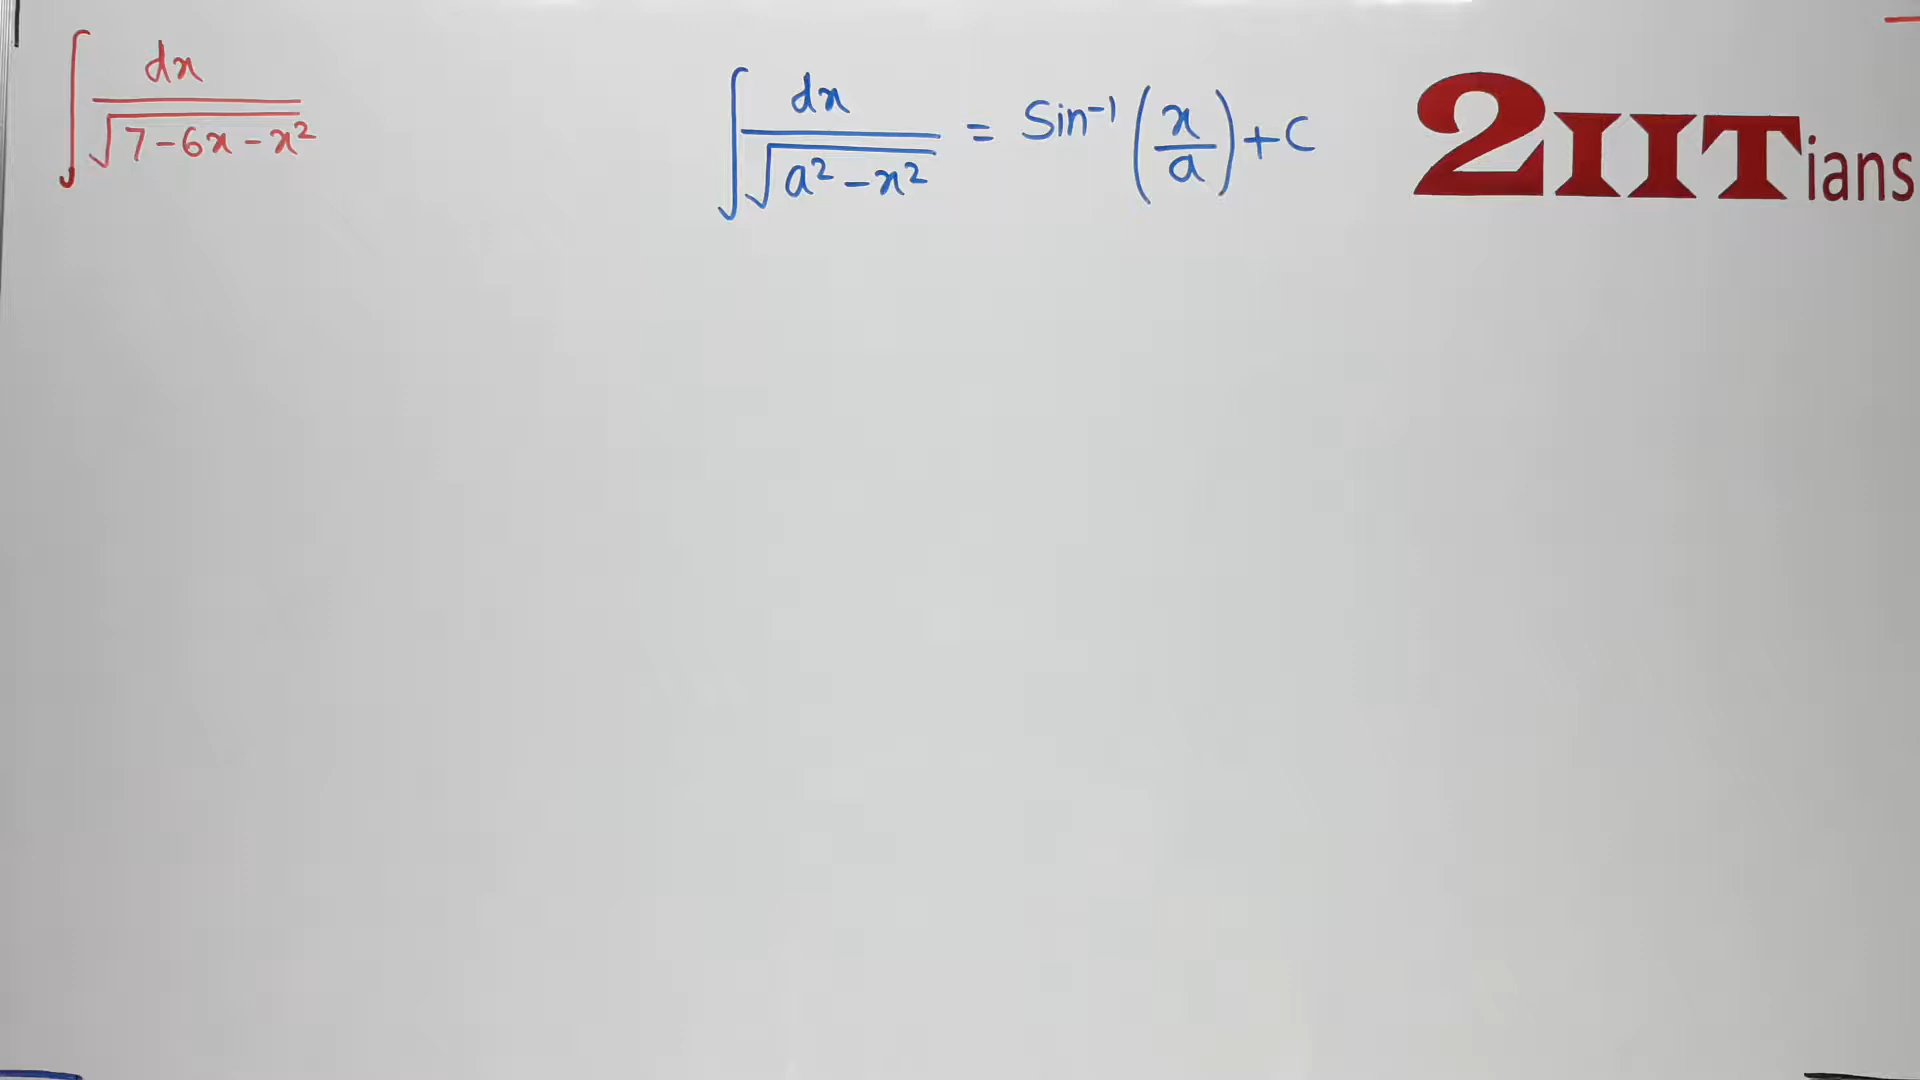 ∫ dx / √(7-6x-x²)
∫ dx / √(a²-x²) = Sin⁻¹(x/a)+C
2IITians